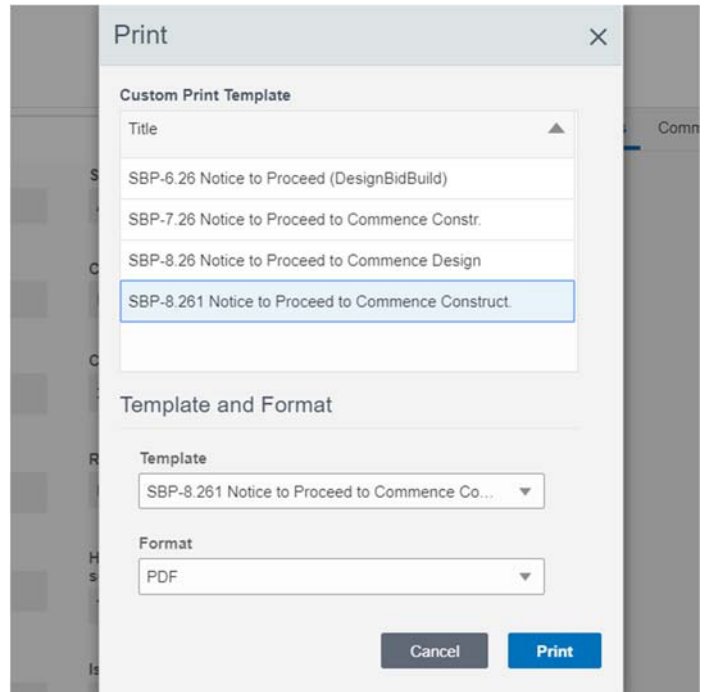 Print
Custom Print Template
Title
Comm
SBP-6.26 Notice to Proceed (DesignBidBuild)
S
SBP-7.26 Notice to Proceed to Commence Constr.
SBP-8.26 Notice to Proceed to Commence Design
C
SBP-8.261 Notice to Proceed to Commence Construct.
C
Template and Format
R
Template
SBP-8.261 Notice to Proceed to Commence Co...
Format
H
s
PDF
Cancel
Print
Is